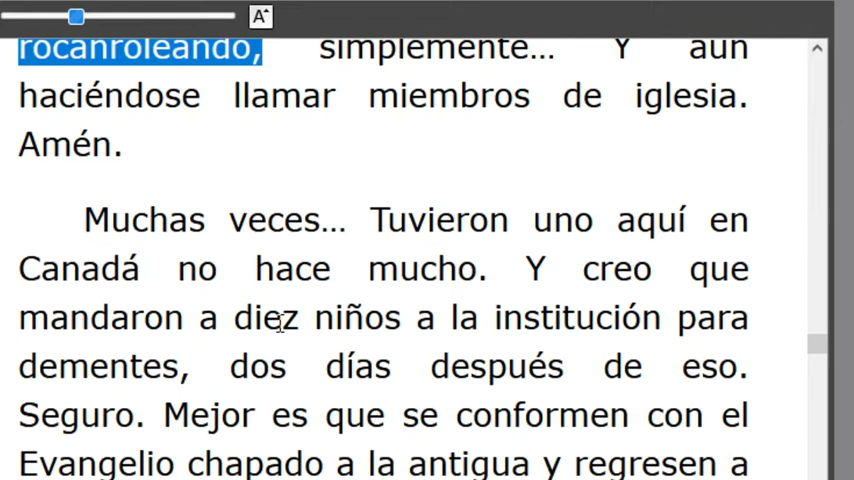 A
rocanroleando, simplemente… Y aún
haciéndose llamar miembros de iglesia.
Amén.
Muchas veces… Tuvieron uno aquí en
Canadá no hace mucho. Y creo que
mandaron a diez niños a la institución para
dementes, dos días después de eso.
Seguro. Mejor es que se conformen con el
Evangelio chapado a la antigua y regresen a